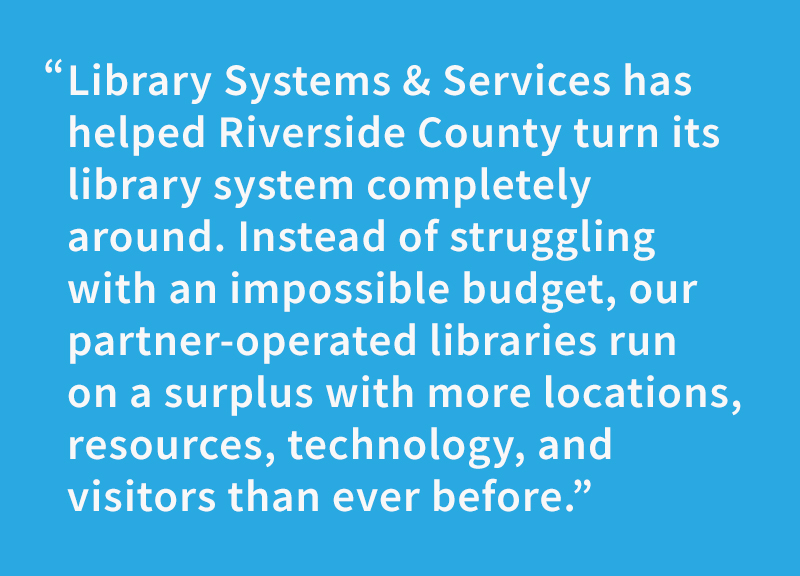 “Library Systems & Services has
helped Riverside County turn its
library system completely
around. Instead of struggling
with an impossible budget, our
partner-operated libraries run
on a surplus with more locations,
resources, technology, and
visitors than ever before.”